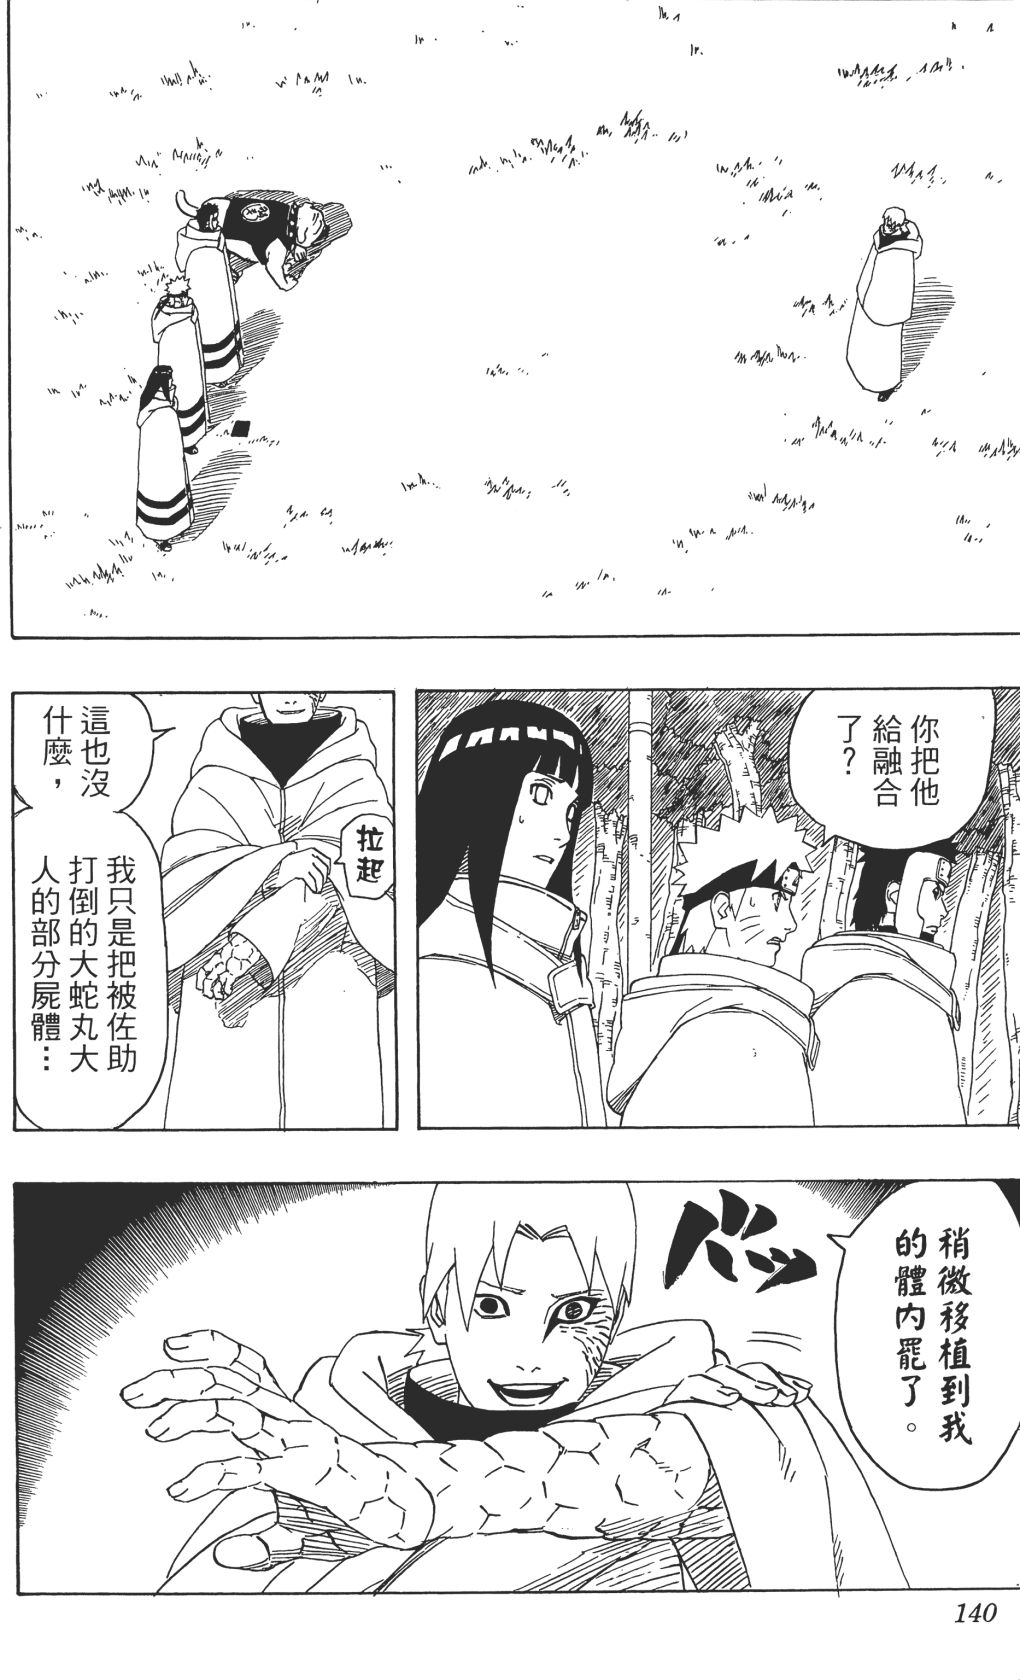 你把他
給融合
了?
拉起
這也沒
什麼,
我只是把被佐助
打倒的大蛇丸大
人的部分屍體…
バッ
稍微移植到我
的體內罷了。
140